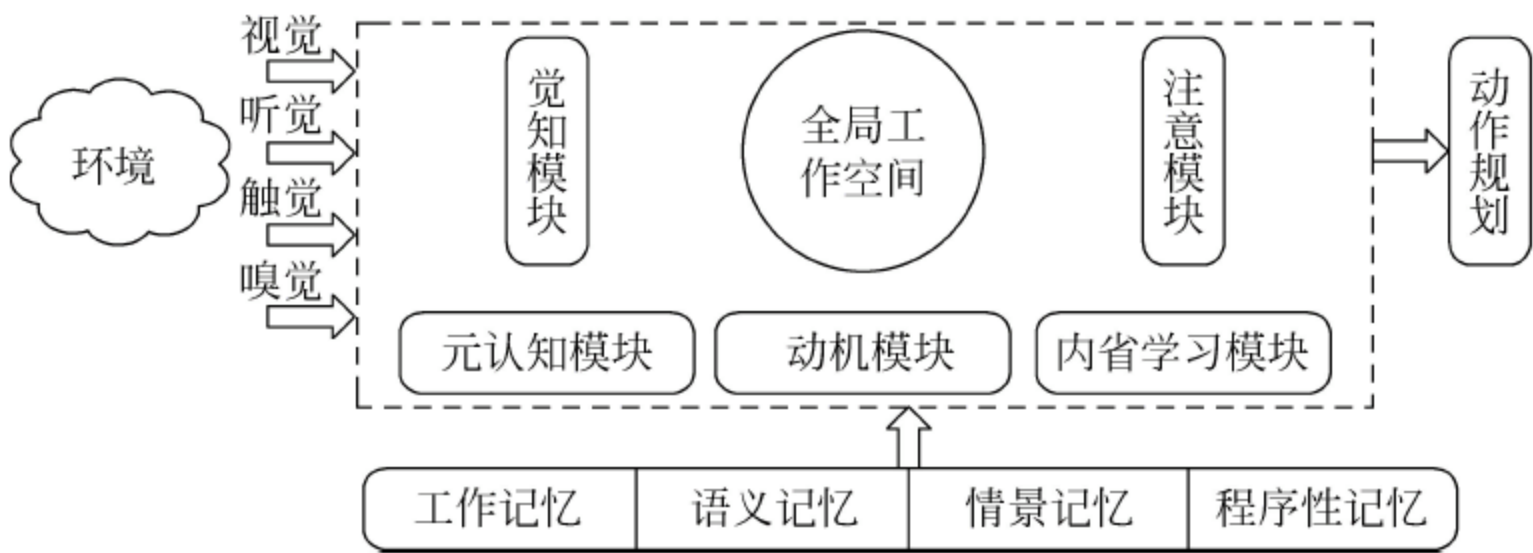 视觉
听觉
触觉
嗅觉
环境
觉知模块
全局工
作空间
注意模块
动作规划
元认知模块
动机模块
内省学习模块
工作记忆
语义记忆
情景记忆
程序性记忆